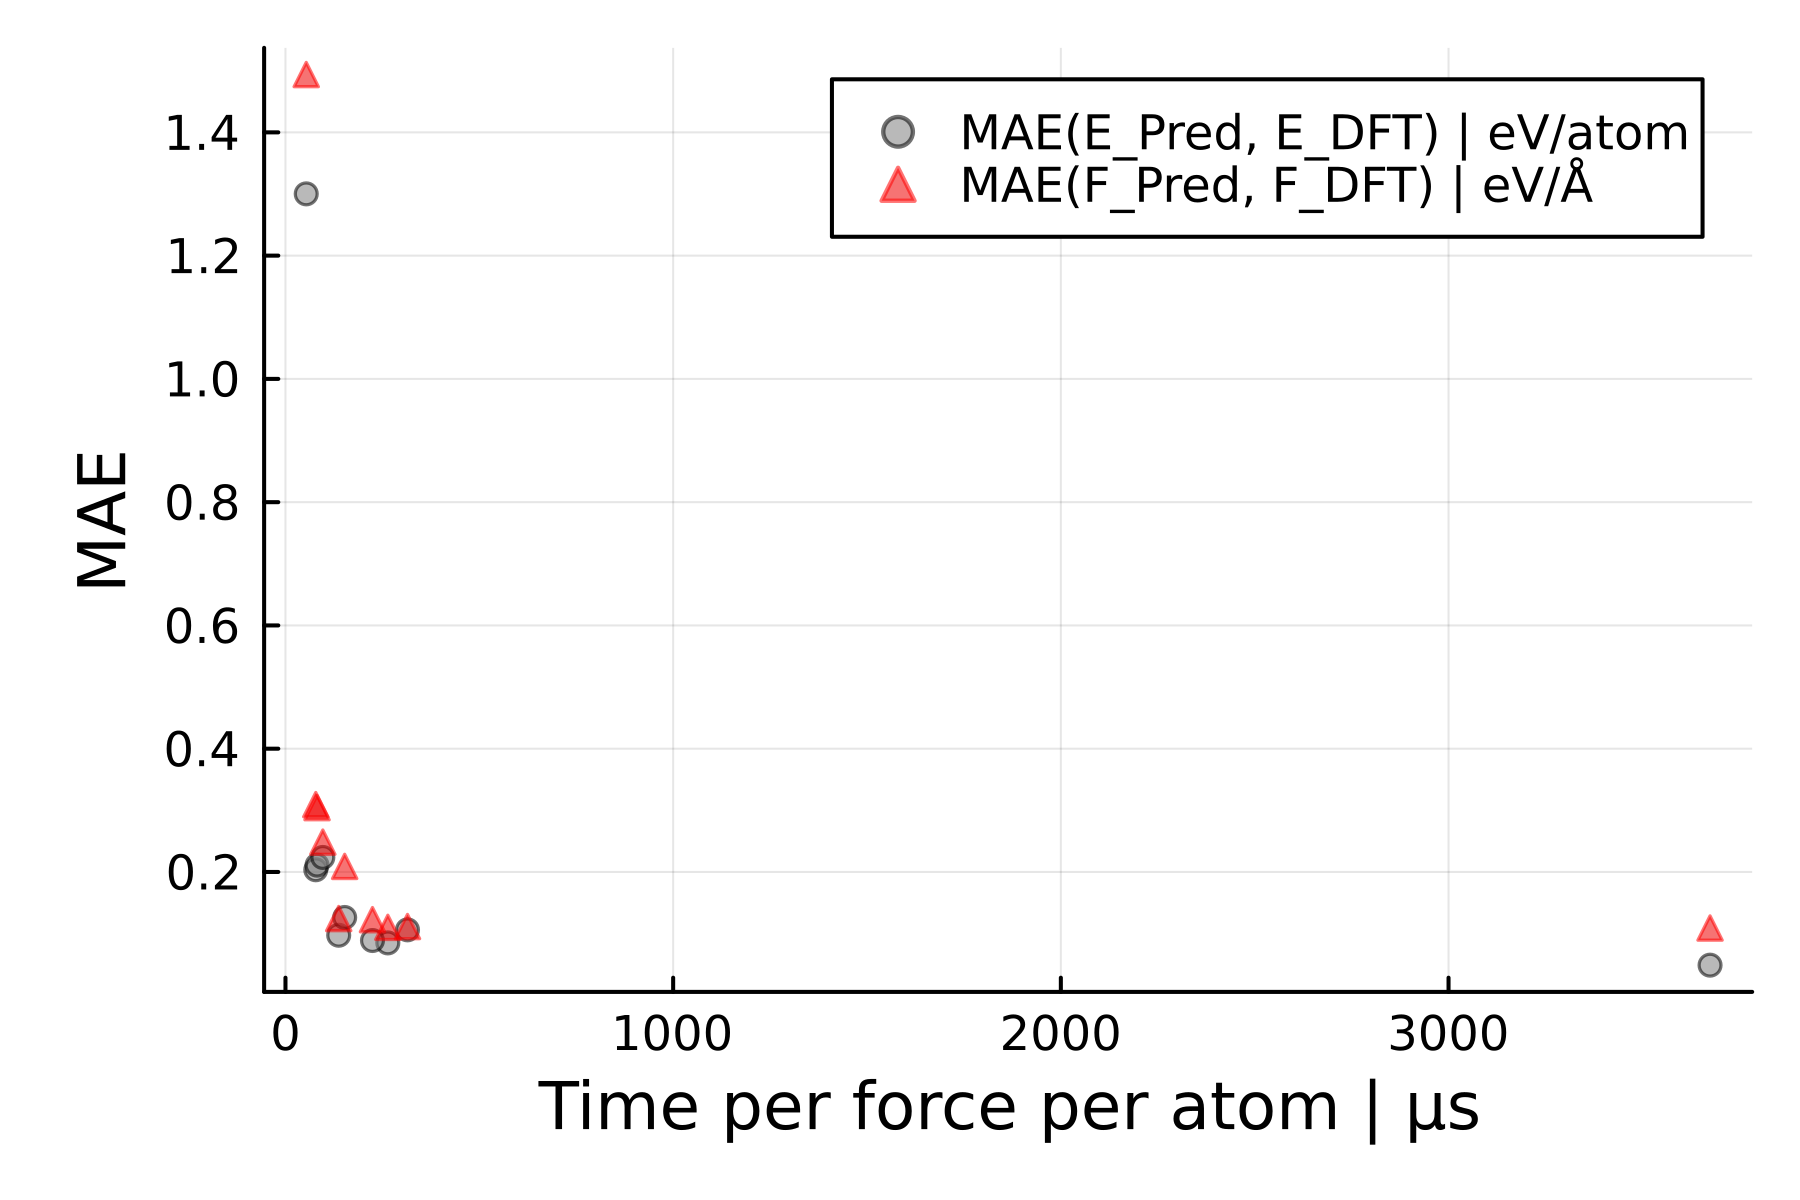 MAE(E_Pred, E_DFT) | eV/atom
MAE(F_Pred, F_DFT) | eV/Å
1.4
1.2
1.0
0.8
0.6
0.4
0.2
MAE
0 1000 2000 3000
Time per force per atom | μs